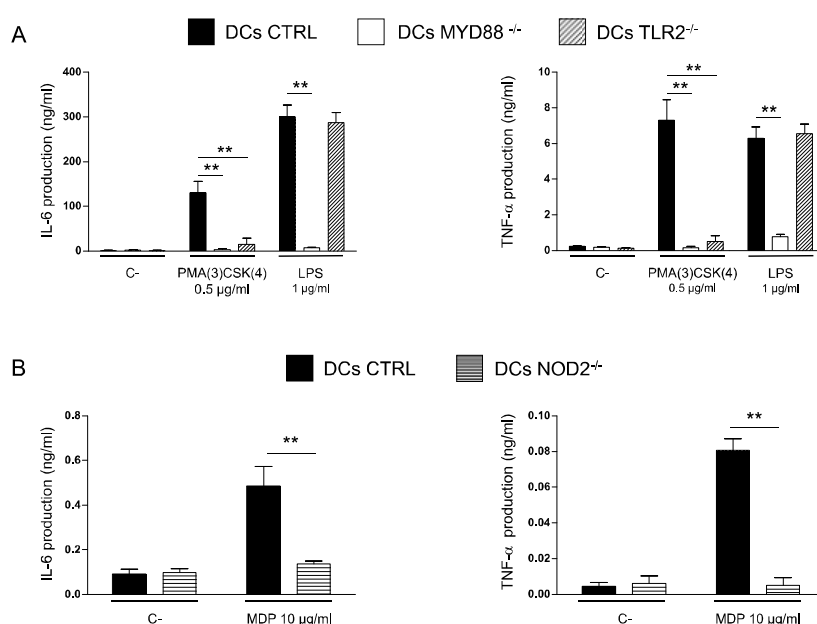 A
DCs CTRL DCs MYD88 -/- DCs TLR2-/-
IL-6 production (ng/ml)
400
300
200
100
0
**
**
**
C- PMA(3)CSK(4) LPS
0.5 µg/ml 1 µg/ml
TNF-α production (ng/ml)
10
8
6
4
2
0
**
**
**
C- PMA(3)CSK(4) LPS
0.5 µg/ml 1 µg/ml
B
DCs CTRL DCs NOD2-/-
IL-6 production (ng/ml)
0.8
0.6
0.4
0.2
0.0
**
C- MDP 10 µg/ml
TNF-α production (ng/ml)
0.10
0.08
0.06
0.04
0.02
0.00
**
C- MDP 10 µg/ml